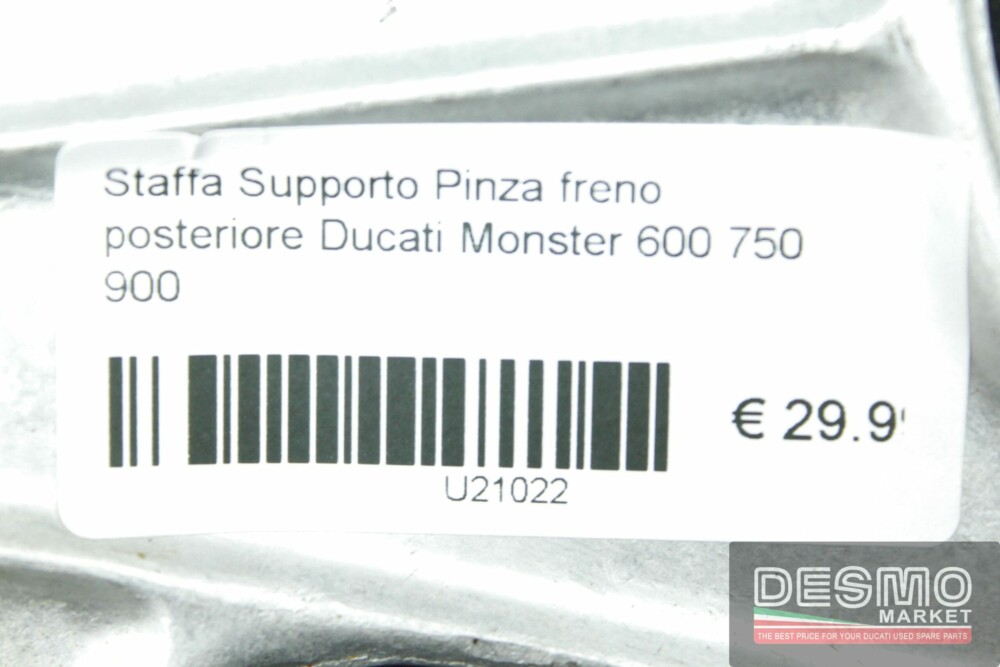 Staffa Supporto Pinza freno
posteriore Ducati Monster 600 750
900
€ 29.9
U21022
DESMO
MARKET
THE BEST PRICE FOR YOUR DUCATI USED SPARE PARTS